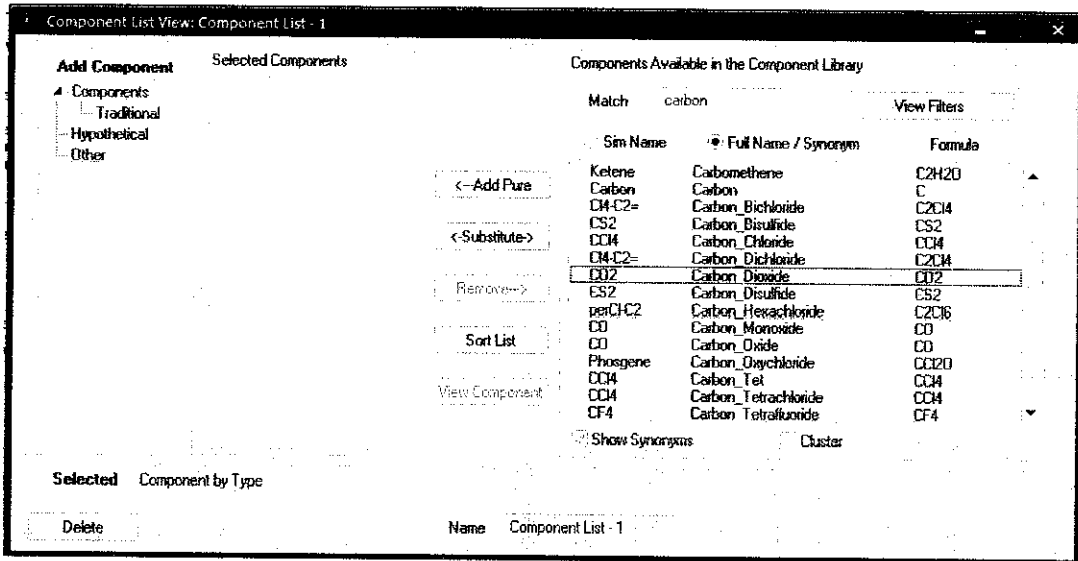 Component List View: Component List - 1
Add Component
Selected Components
Components Available in the Component Library
Components
Traditional
Hypothetical
Other
Match carbon View Filters
Sim Name Full Name / Synonym Formula
Ketene Carbomethene C2H2O
Carbon Carbon C
Cl4-C2= Carbon_Bichloride C2Cl4
CS2 Carbon_Bisulfide CS2
CCl4 Carbon_Chloride CCl4
Cl4-C2= Carbon_Dichloride C2Cl4
CO2 Carbon_Dioxide CO2
CS2 Carbon_Disulfide CS2
perCl-C2 Carbon_Hexachloride C2Cl6
CO Carbon_Monoxide CO
CO Carbon_Oxide CO
Phosgene Carbon_Oxychloride CCl2O
CCl4 Carbon_Tet CCl4
CCl4 Carbon_Tetrachloride CCl4
CF4 Carbon_Tetrafluoride CF4
<--Add Pure
<-Substitute->
Remove-->
Sort List
View Component
Show Synonyms
Cluster
Selected Component by Type
Delete
Name Component List - 1